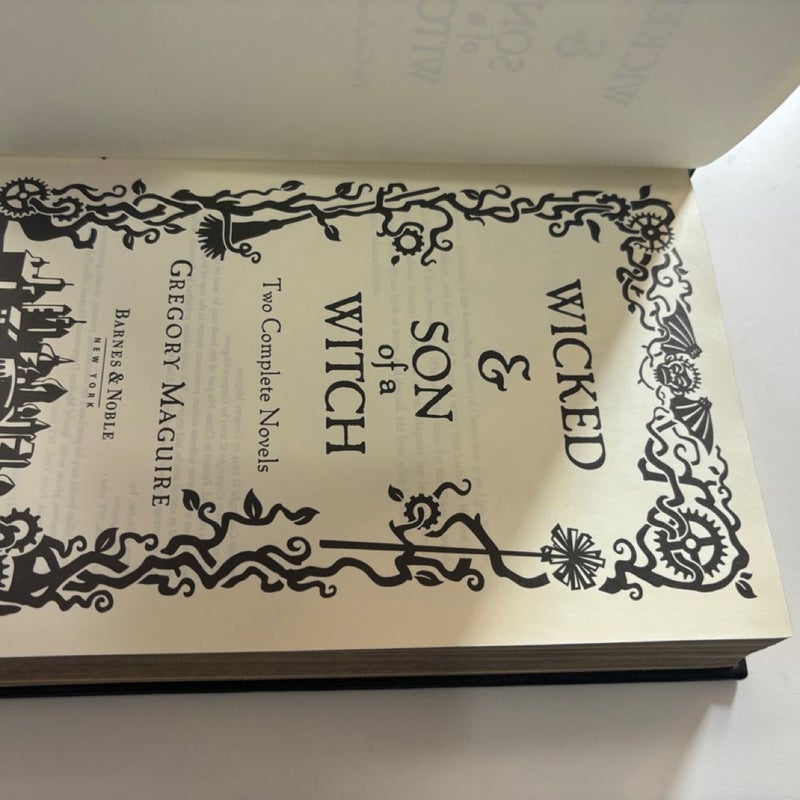 WICKED
&
SON
of a
WITCH
Two Complete Novels
GREGORY MAGUIRE
BARNES & NOBLE
NEW YORK